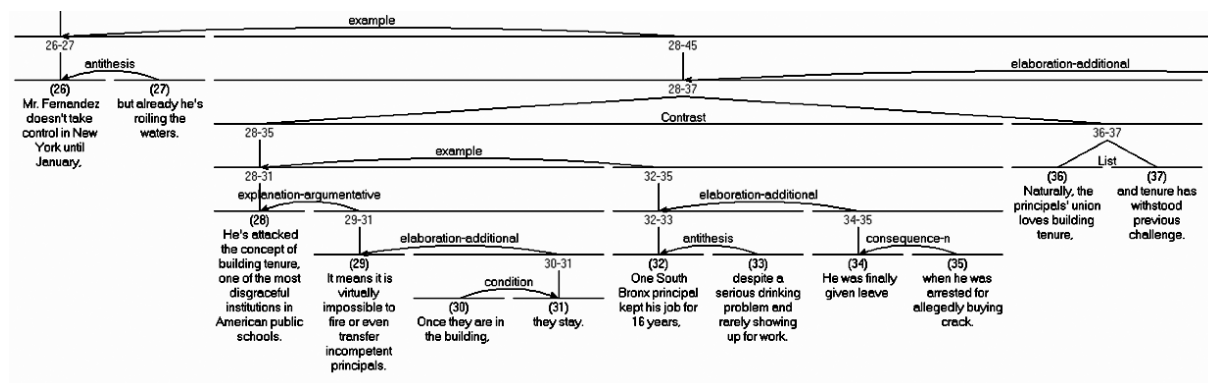 example
26-27
28-45
antithesis
elaboration-additional
(26)
Mr. Fernandez
doesn't take
control in New
York until
January,
(27)
but already he's
roiling the
waters.
28-37
Contrast
28-35
36-37
example
List
28-31
32-35
(36)
Naturally, the
principals' union
loves building
tenure,
(37)
and tenure has
withstood
previous
challenge.
explanation-argumentative
elaboration-additional
(28)
He's attacked
the concept of
building tenure,
one of the most
disgraceful
institutions in
American public
schools.
29-31
32-33
34-35
elaboration-additional
antithesis
consequence-n
(29)
It means it is
virtually
impossible to
fire or even
transfer
incompetent
principals.
30-31
condition
(30)
Once they are in
the building,
(31)
they stay.
(32)
One South
Bronx principal
kept his job for
16 years,
(33)
despite a
serious drinking
problem and
rarely showing
up for work.
(34)
He was finally
given leave
(35)
when he was
arrested for
allegedly buying
crack.